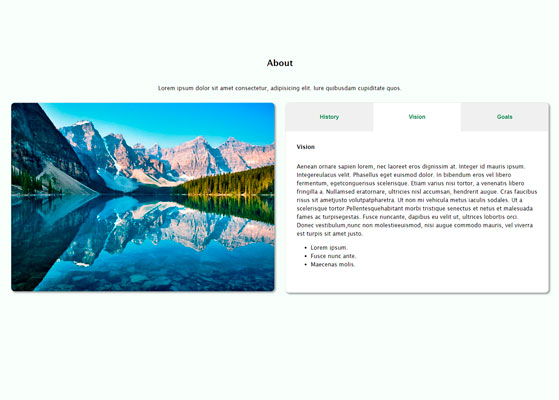 About
Lorem ipsum dolor sit amet consectetur, adipisicing elit. Iure quibusdam cupiditate quos.
History
Vision
Goals
Vision
Aenean ornare sapien lorem, nec laoreet eros dignissim at. Integer id mauris ipsum.
Integereulacus velit. Phasellus eget euismod dolor. In bibendum eros vel libero
fermentum, egetconguerisus scelerisque. Etiam varius nisi tortor, a venenatis libero
fringilla a. Nullamsed eratornare, ultricies nisl accumsan, hendrerit augue. Cras faucibus
risus sit ametjusto volutpatpharetra. Ut non mi vehicula metus iaculis sodales. Ut a
scelerisque tortor.Pellentesquehabitant morbi tristique senectus et netus et malesuada
fames ac turpisegestas. Fusce nuncante, dapibus eu velit ut, ultrices lobortis orci.
Donec vestibulum,nunc non molestieeuismod, nisi augue commodo mauris, vel viverra
est turpis sit amet justo.
Lorem ipsum.
Fusce nunc ante.
Maecenas molis.